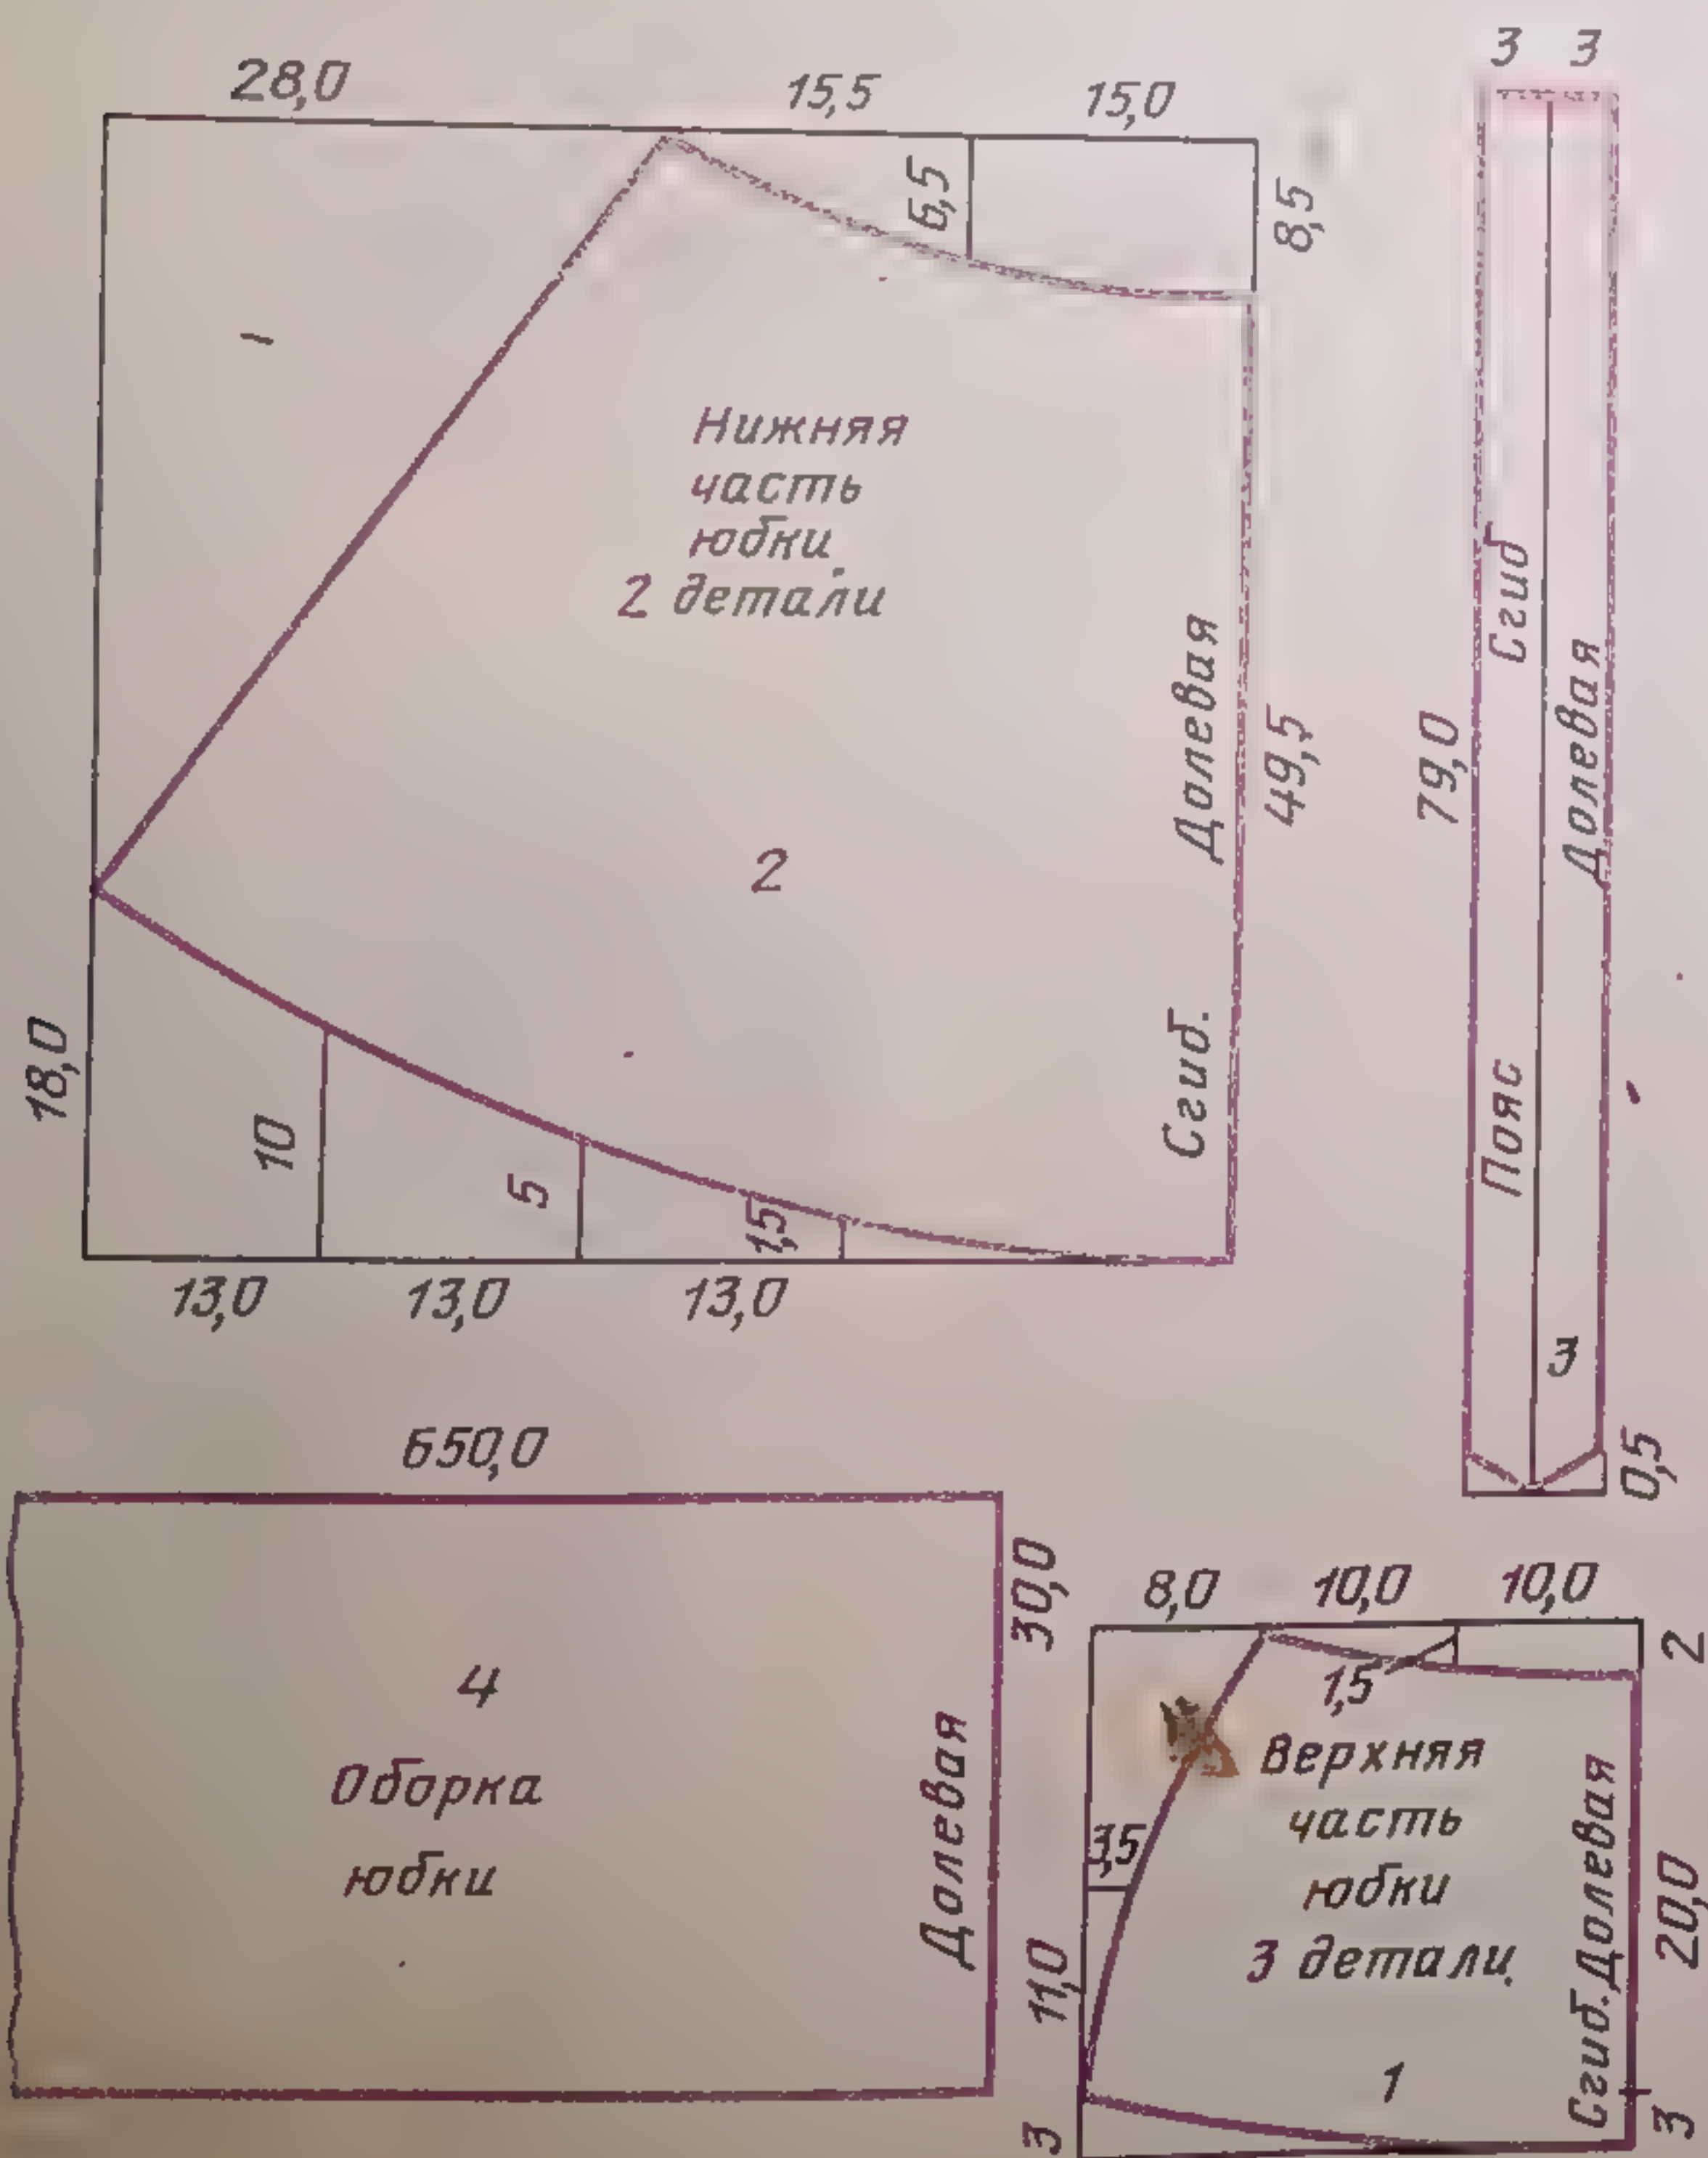 28,0
15,5
15,0
6,5
8,5
Нижняя
часть
юбки.
2 детали
2
Долевая
49,5
Сгиб.
18,0
10
5
1,5
13,0
13,0
13,0
3
3
Сгиб
Долевая
79,0
Пояс
3
0,5
650,0
30,0
4
Оборка
юбки
Долевая
8,0
10,0
10,0
2
1,5
Верхняя
часть
юбки
3 детали.
3,5
11,0
Сгиб. Долевая
20,0
1
3
3